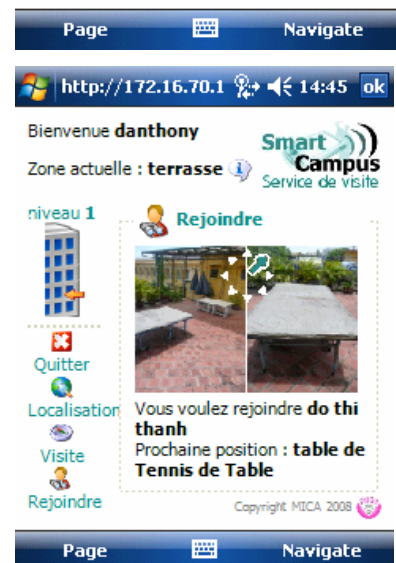 Page Navigate
http://172.16.70.1 14:45 ok
Bienvenue danthony
Zone actuelle : terrasse
Smart
Campus
Service de visite
niveau 1
Rejoindre
Quitter
Localisation
Visite
Rejoindre
Vous voulez rejoindre do thi
thanh
Prochaine position : table de
Tennis de Table
Copyright MICA 2008
Page Navigate